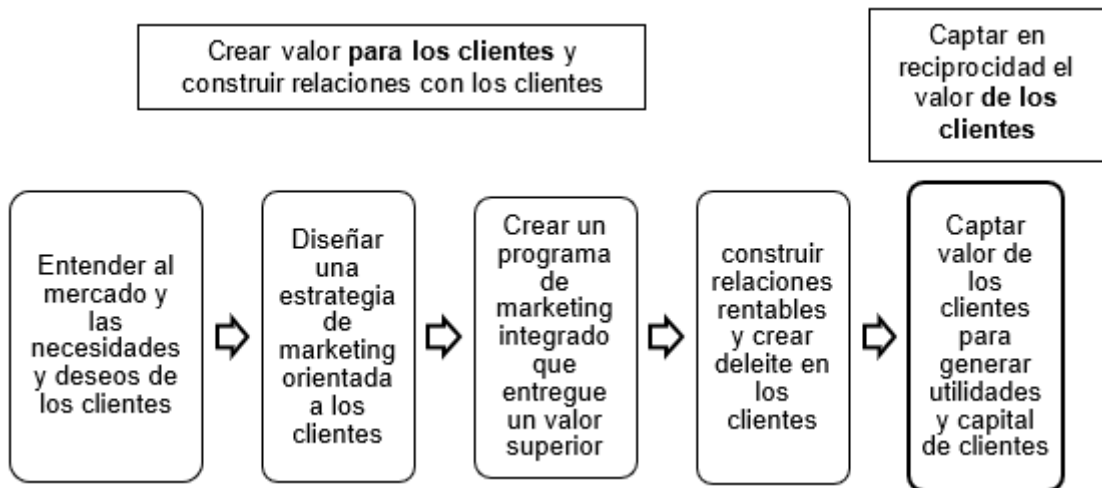 Crear valor para los clientes y
construir relaciones con los clientes
Captar en
reciprocidad el
valor de los
clientes
Entender al
mercado y
las
necesidades
y deseos de
los clientes
Diseñar
una
estrategia
de
marketing
orientada
a los
clientes
Crear un
programa
de
marketing
integrado
que
entregue
un valor
superior
construir
relaciones
rentables
y crear
deleite en
los
clientes
Captar
valor de
los
clientes
para
generar
utilidades
y capital
de clientes